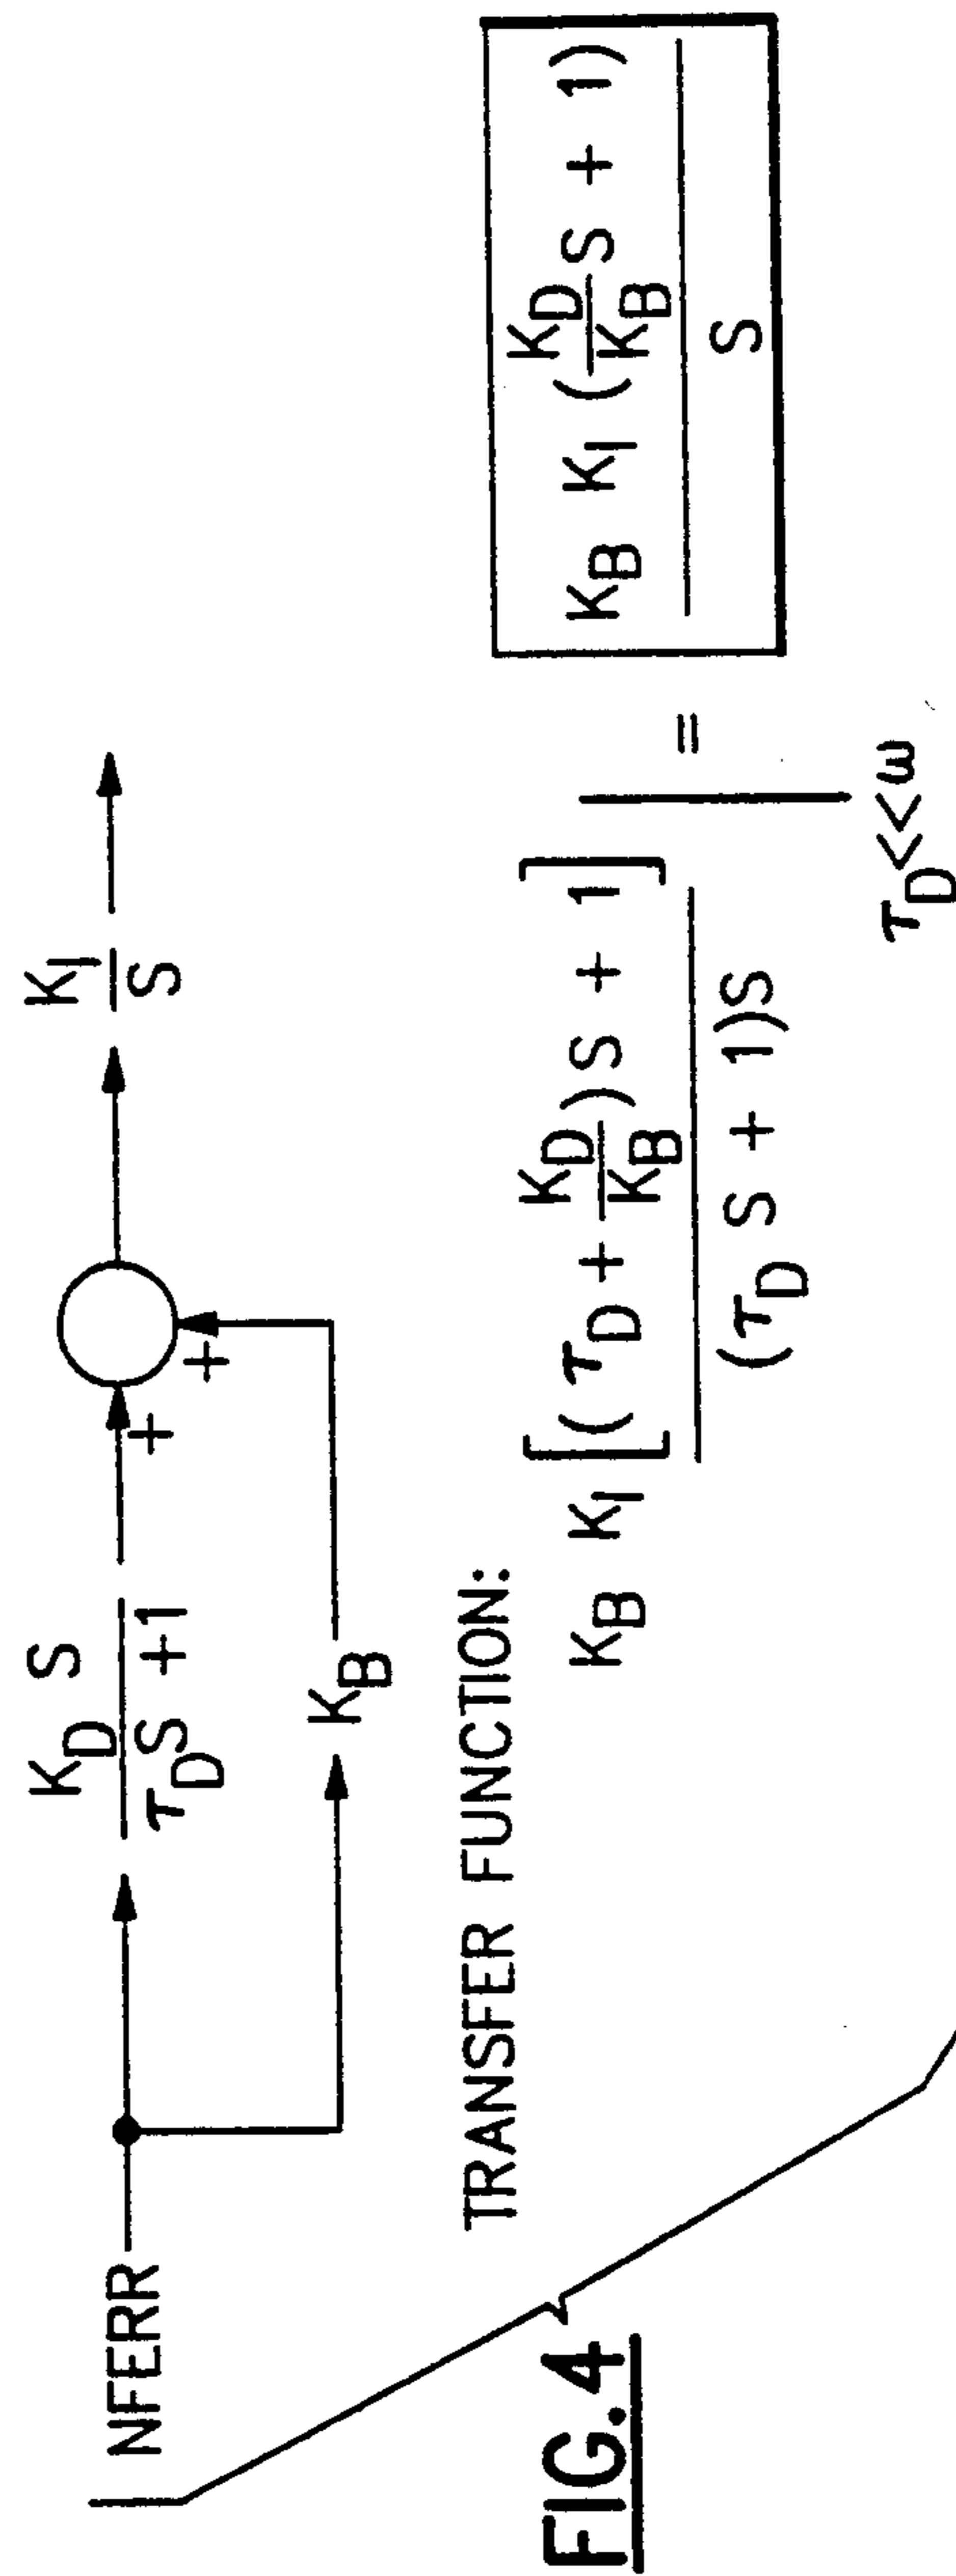 NFERR
K_D S
τ_D S + 1
+
+
K_B
K_I
S
TRANSFER FUNCTION:
K_B K_I [(τ_D + K_D/K_B)S + 1]
(τ_D S + 1)S
τ_D<<ω
=
K_B K_I (K_D/K_B S + 1)
S
FIG. 4